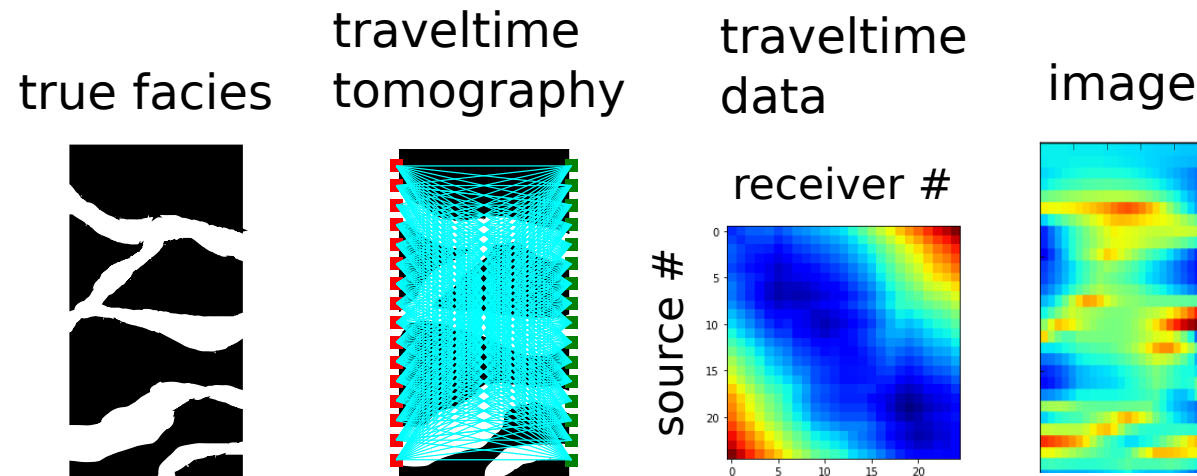 true facies
traveltime
tomography
traveltime
data
image
receiver #
source #
0
5
10
15
20
0 5 10 15 20